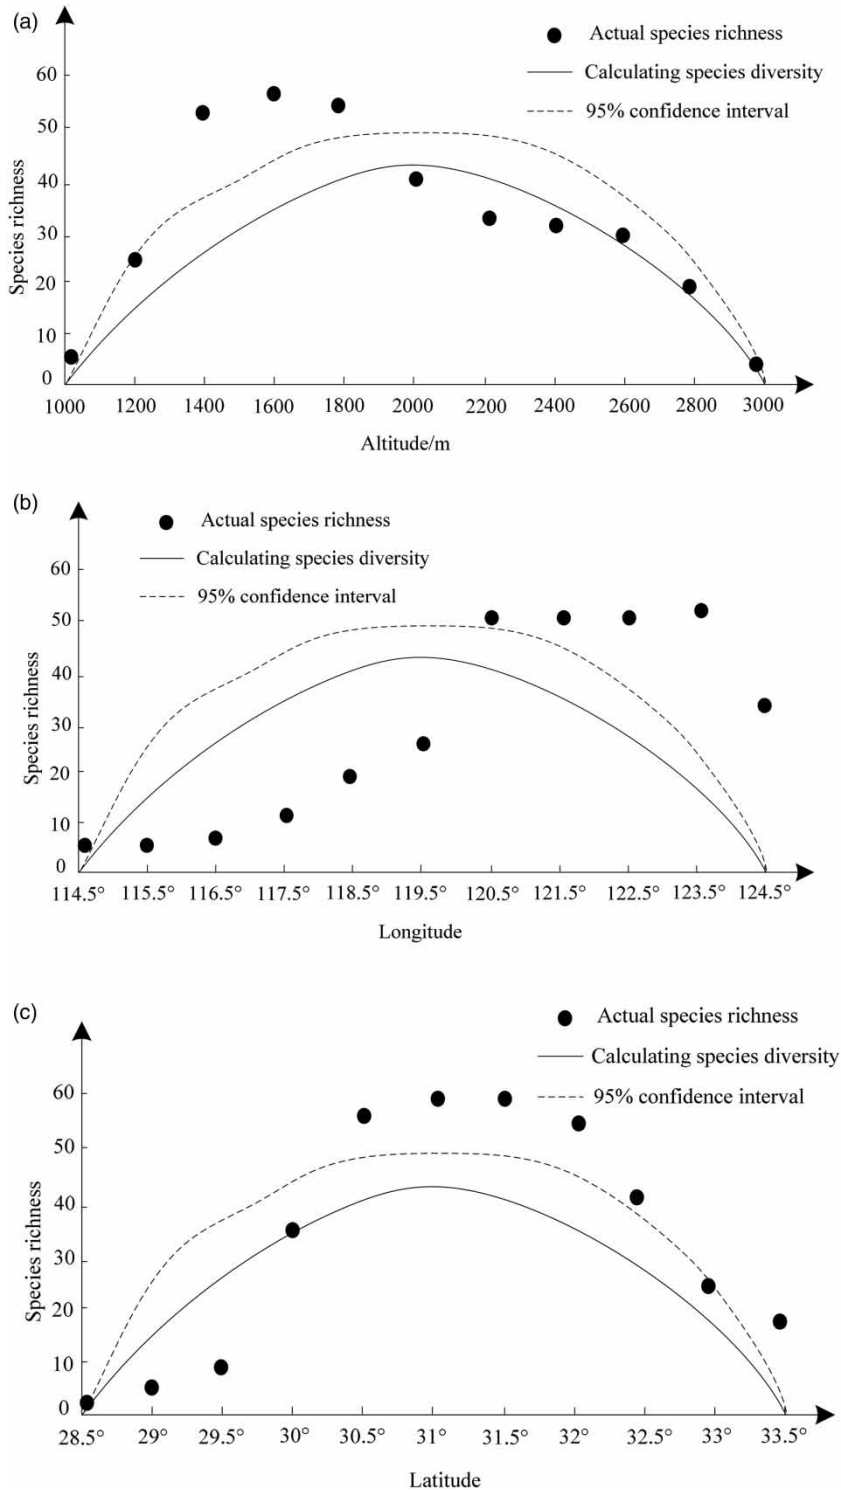 (a)
Actual species richness
Calculating species diversity
95% confidence interval
Species richness
60
50
40
30
20
10
0
1000 1200 1400 1600 1800 2000 2200 2400 2600 2800 3000
Altitude/m
(b)
Actual species richness
Calculating species diversity
95% confidence interval
Species richness
60
50
40
30
20
10
0
114.5° 115.5° 116.5° 117.5° 118.5° 119.5° 120.5° 121.5° 122.5° 123.5° 124.5°
Longitude
(c)
Actual species richness
Calculating species diversity
95% confidence interval
Species richness
60
50
40
30
20
10
0
28.5° 29° 29.5° 30° 30.5° 31° 31.5° 32° 32.5° 33° 33.5°
Latitude